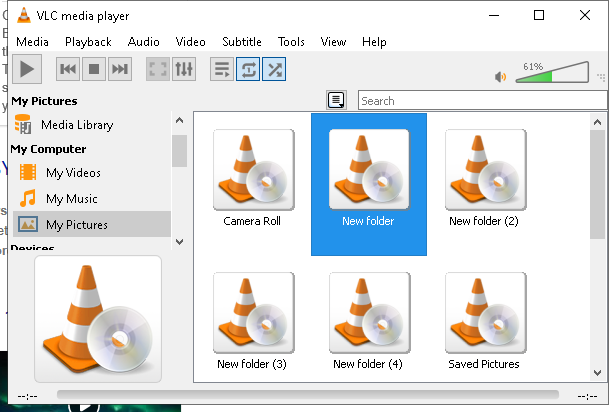 VLC media player
Media Playback Audio Video Subtitle Tools View Help
61%
My Pictures
Media Library
My Computer
My Videos
My Music
My Pictures
Devices
Search
Camera Roll
New folder
New folder (2)
New folder (3)
New folder (4)
Saved Pictures
--:--
--:--